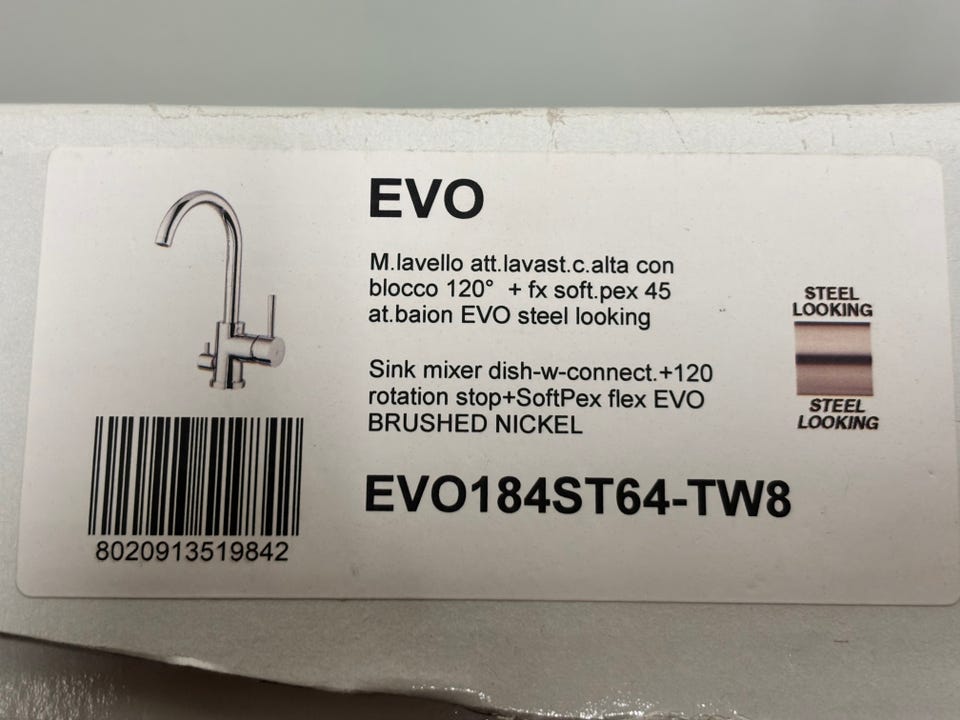 EVO
M.lavello att.lavast.c.alta con
blocco 120° + fx soft.pex 45
at.baion EVO steel looking
Sink mixer dish-w-connect.+120
rotation stop+SoftPex flex EVO
BRUSHED NICKEL
EVO184ST64-TW8
STEEL
LOOKING
STEEL
LOOKING
8020913519842